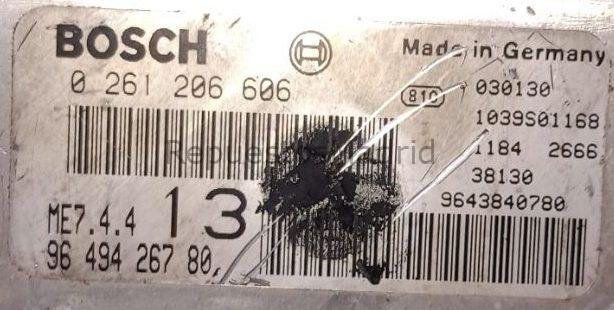 BOSCH
Made in Germany
0 261 206 606
810
030130
1039S01168
1184 2666
38130
9643840780
ME7.4.4 13
96 494 267 80